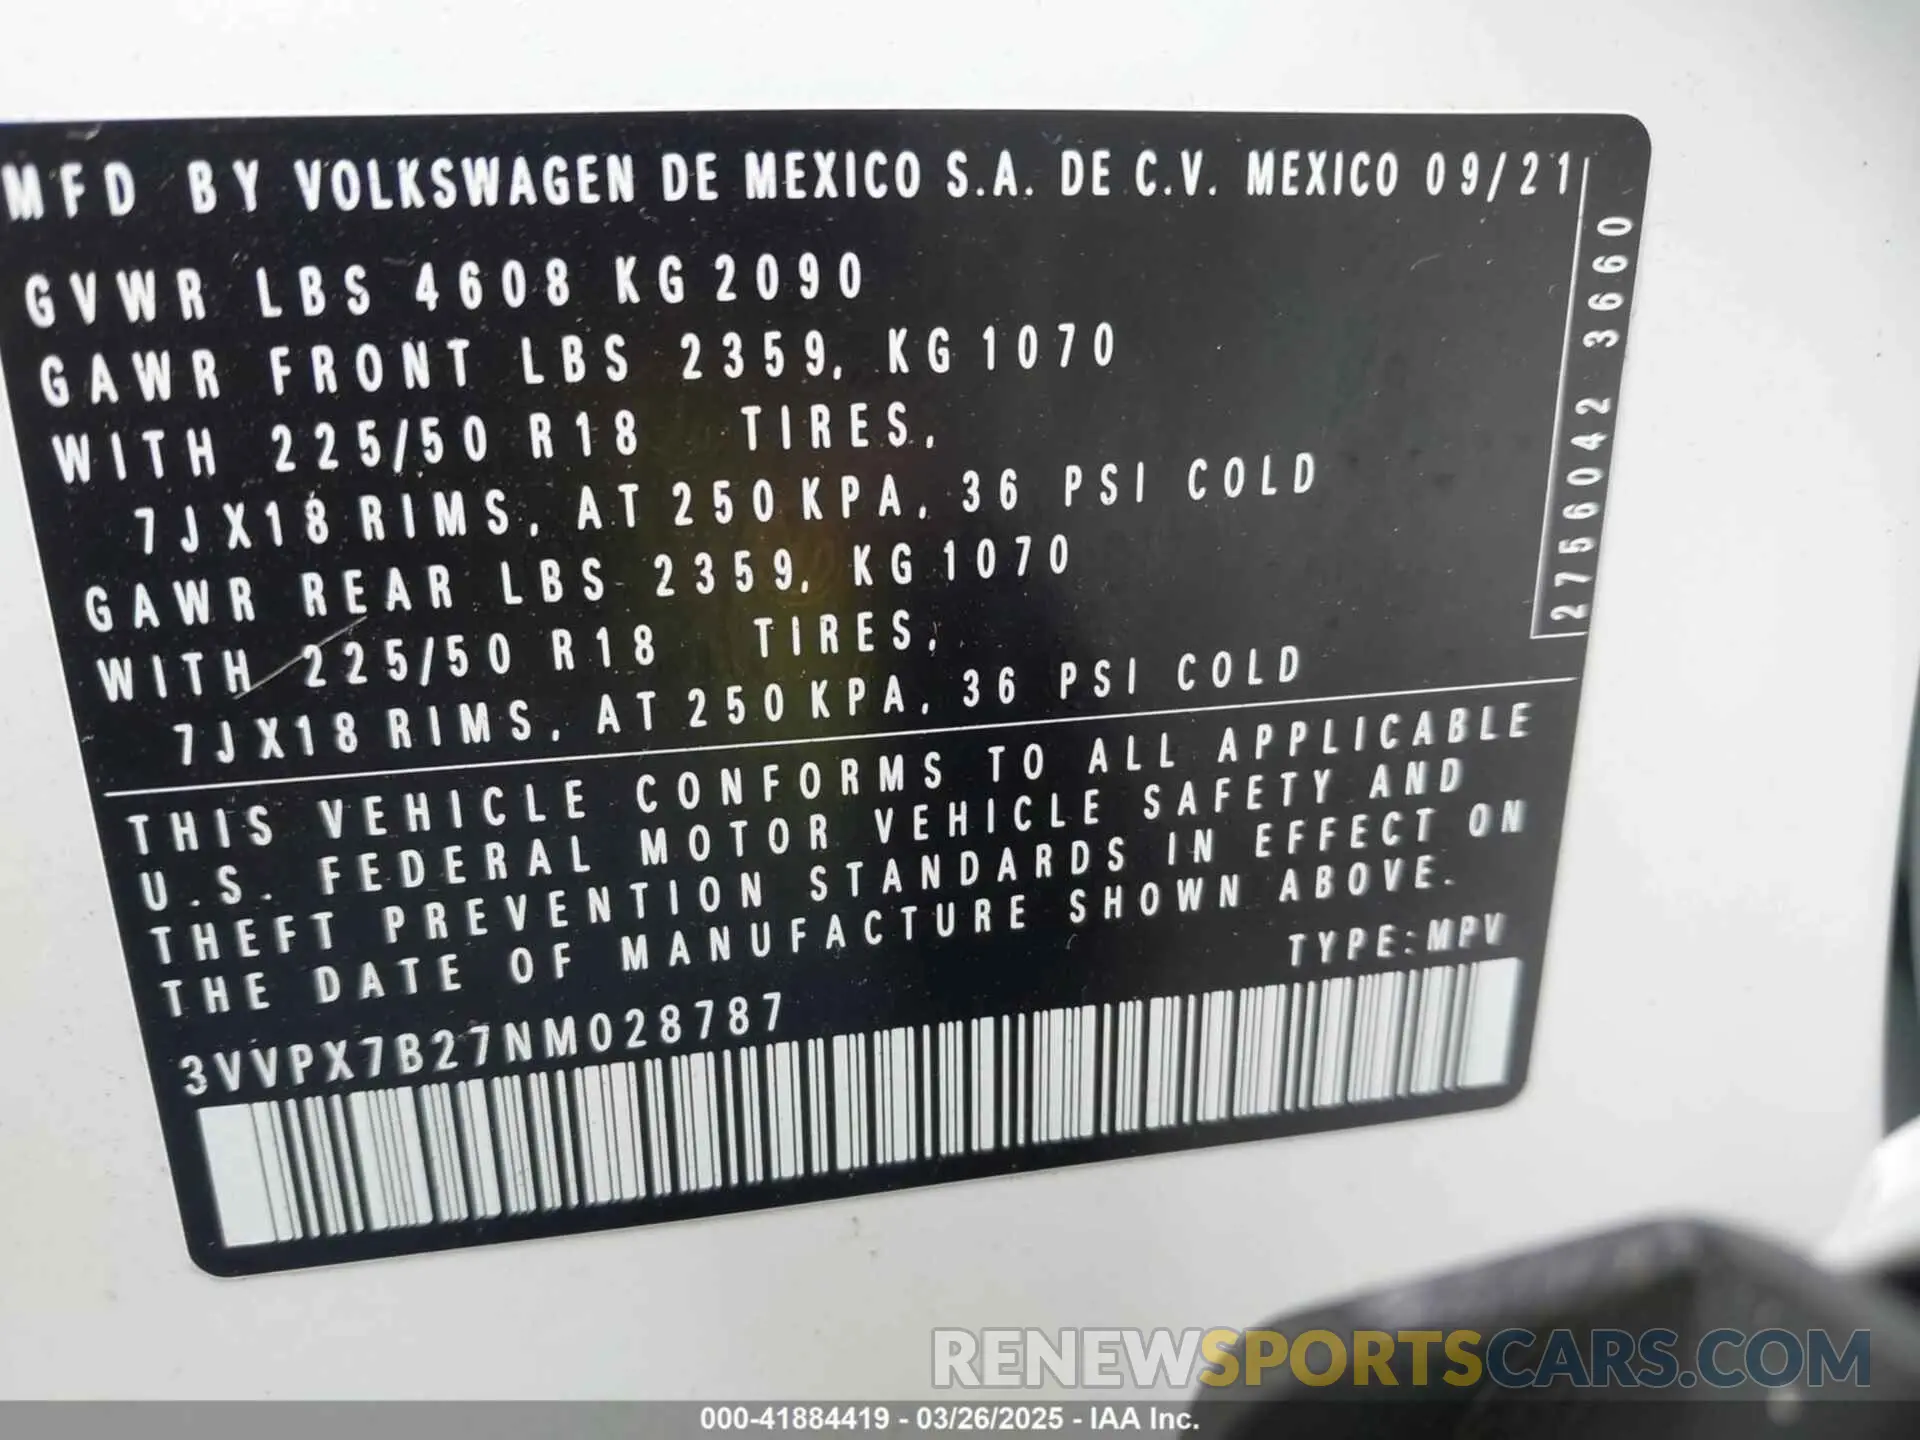 MFD BY VOLKSWAGEN DE MEXICO S.A. DE C.V. MEXICO 09/21
GVWR LBS 4608 KG 2090
GAWR FRONT LBS 2359, KG 1070
WITH 225/50 R18 TIRES,
7JX18 RIMS, AT 250 KPA, 36 PSI COLD
GAWR REAR LBS 2359, KG 1070
WITH 225/50 R18 TIRES,
7JX18 RIMS, AT 250 KPA, 36 PSI COLD
2756042 3660
THIS VEHICLE CONFORMS TO ALL APPLICABLE
U.S. FEDERAL MOTOR VEHICLE SAFETY AND
THEFT PREVENTION STANDARDS IN EFFECT ON
THE DATE OF MANUFACTURE SHOWN ABOVE.
TYPE:MPV
3VVPX7B27NM028787
RENEWSPORTSCARS.COM
000-41884419 - 03/26/2025 - IAA Inc.